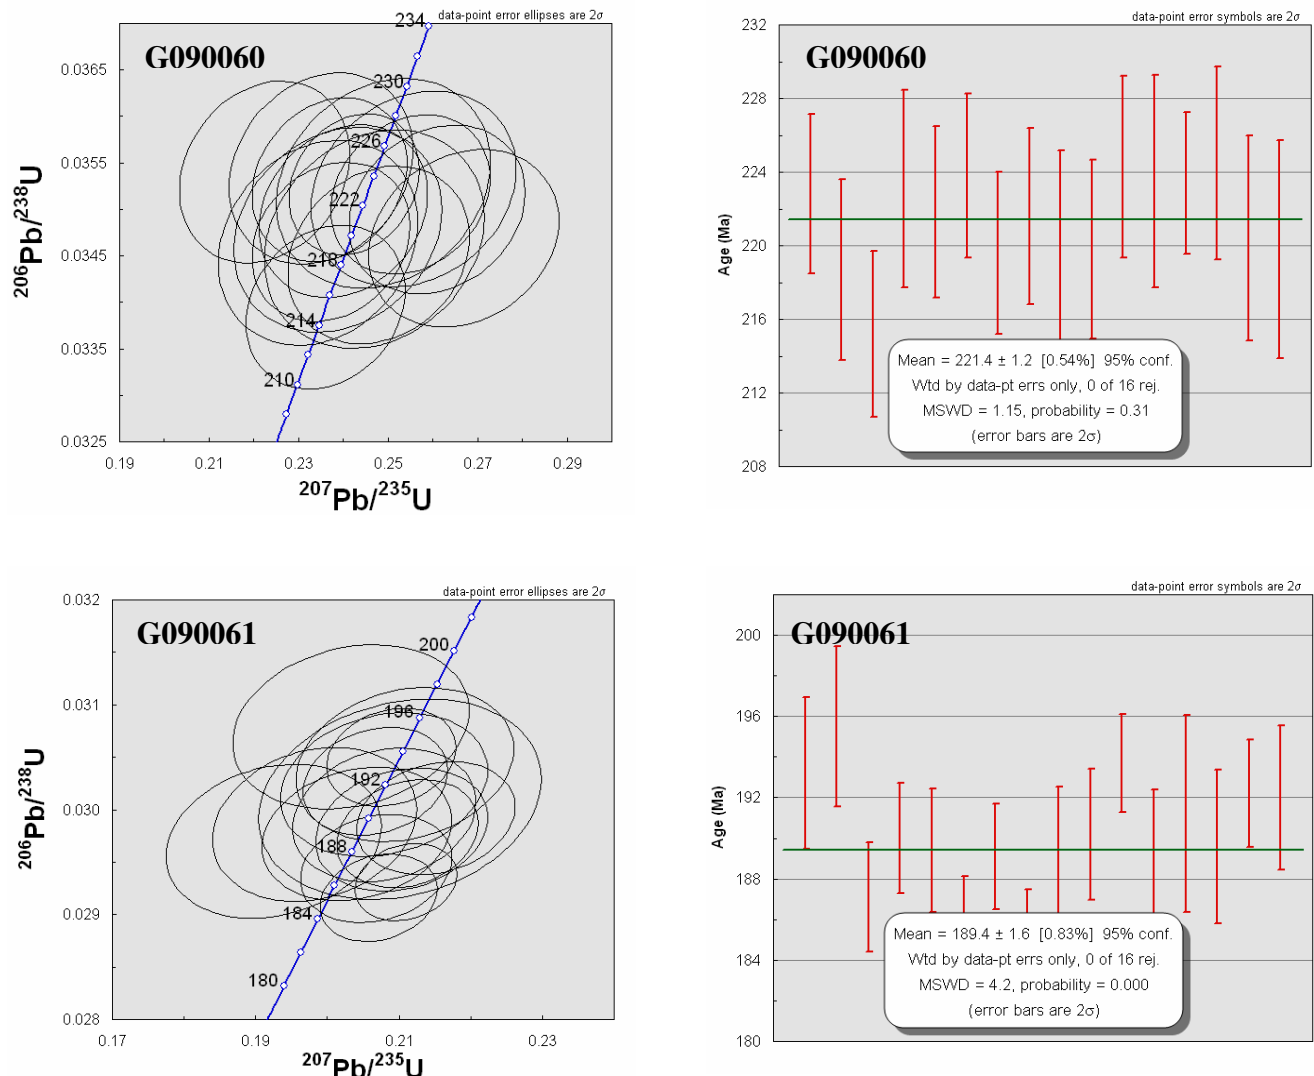 data-point error ellipses are 2σ
G090060
234
230
226
222
218
214
210
0.0365
0.0355
0.0345
0.0335
0.0325
0.19 0.21 0.23 0.25 0.27 0.29
²⁰⁶Pb/²³⁸U
²⁰⁷Pb/²³⁵U
data-point error symbols are 2σ
G090060
232
228
224
220
216
212
208
Age (Ma)
Mean = 221.4 ± 1.2 [0.54%] 95% conf.
Wtd by data-pt errs only, 0 of 16 rej.
MSWD = 1.15, probability = 0.31
(error bars are 2σ)
data-point error ellipses are 2σ
G090061
200
196
192
188
184
180
0.032
0.031
0.030
0.029
0.028
0.17 0.19 0.21 0.23
²⁰⁶Pb/²³⁸U
²⁰⁷Pb/²³⁵U
data-point error symbols are 2σ
G090061
200
196
192
188
184
180
Age (Ma)
Mean = 189.4 ± 1.6 [0.83%] 95% conf.
Wtd by data-pt errs only, 0 of 16 rej.
MSWD = 4.2, probability = 0.000
(error bars are 2σ)